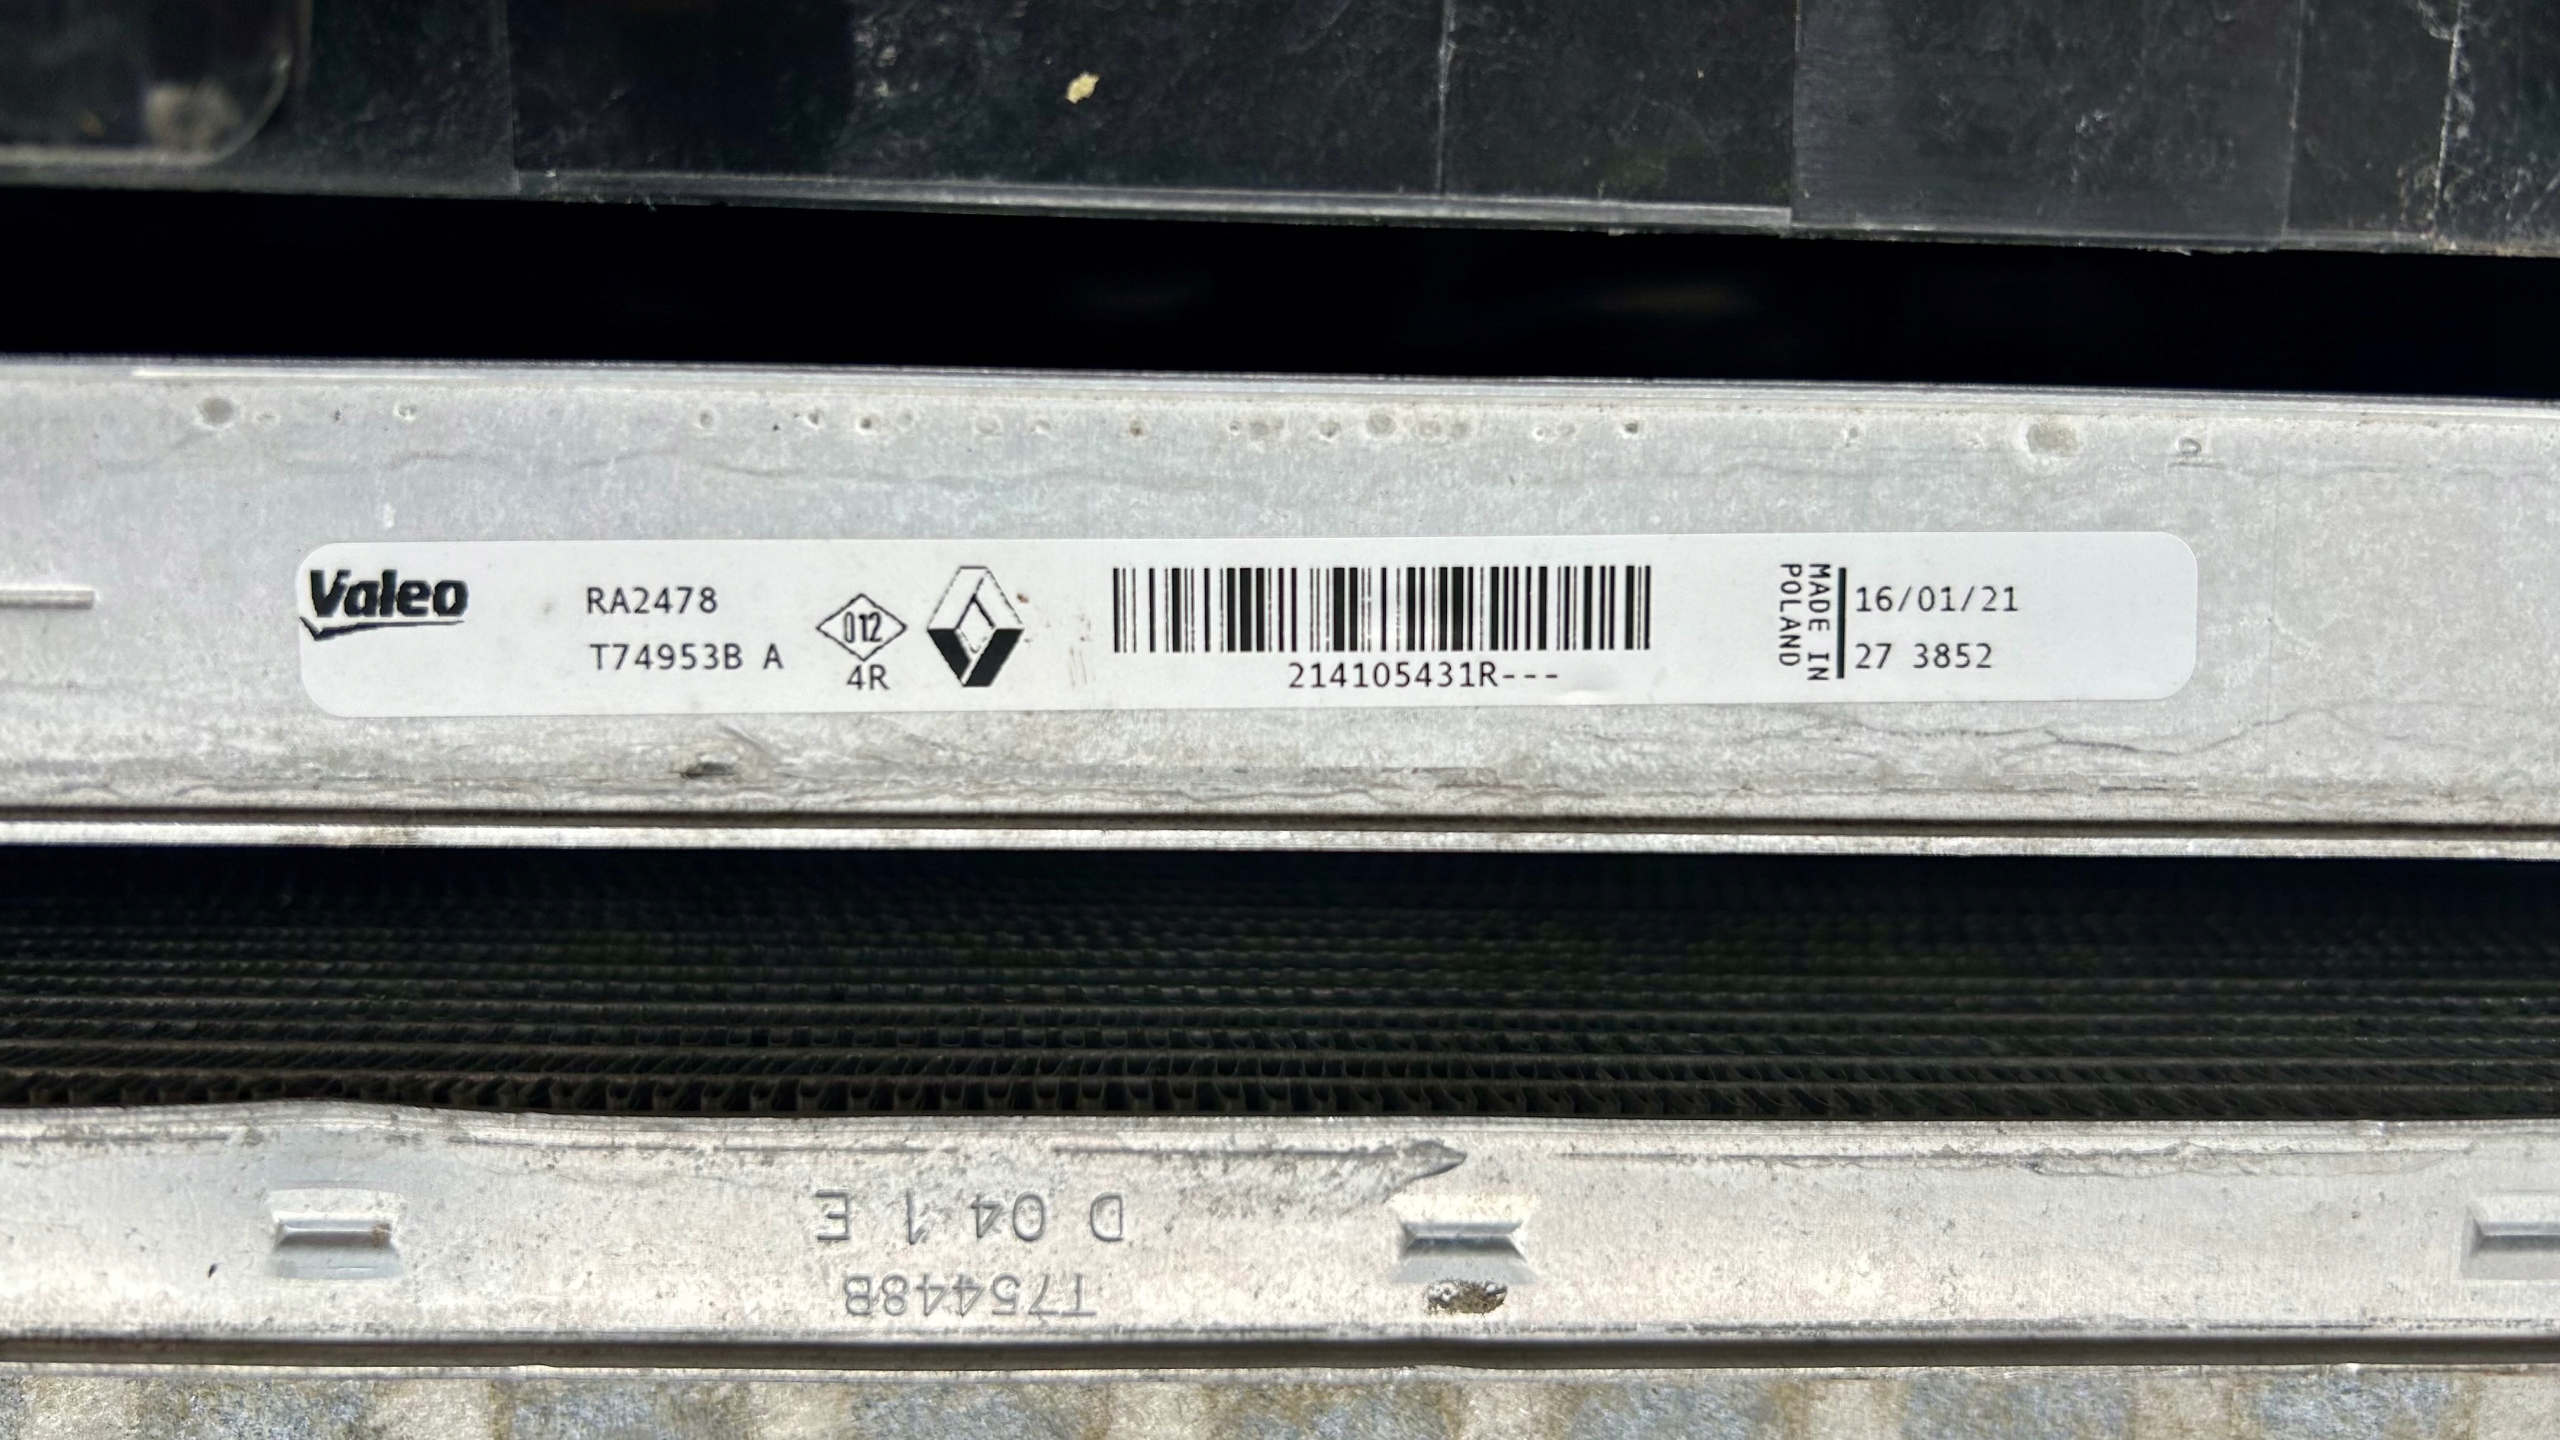 Valeo
RA2478
T74953B A
012
4R
214105431R---
MADE IN
POLAND
16/01/21
27 3852
D 04 1 E
T75448B